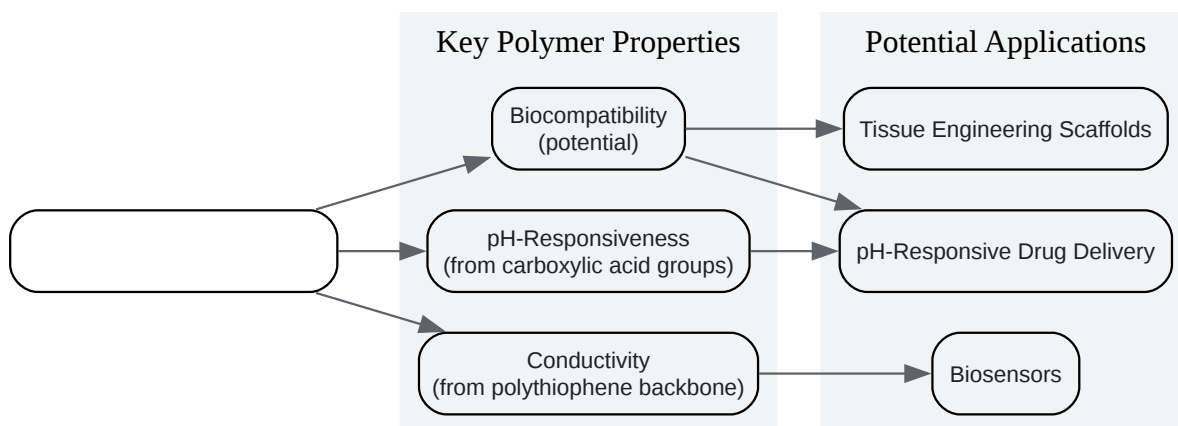 Key Polymer Properties
Potential Applications
Biocompatibility
(potential)
Tissue Engineering Scaffolds
pH-Responsiveness
(from carboxylic acid groups)
pH-Responsive Drug Delivery
Conductivity
(from polythiophene backbone)
Biosensors